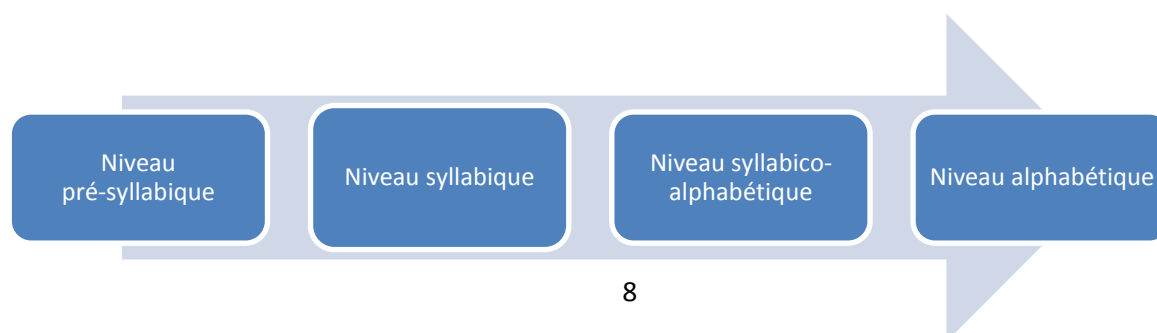 Niveau
pré-syllabique
Niveau syllabique
Niveau syllabico-
alphabétique
Niveau alphabétique
8